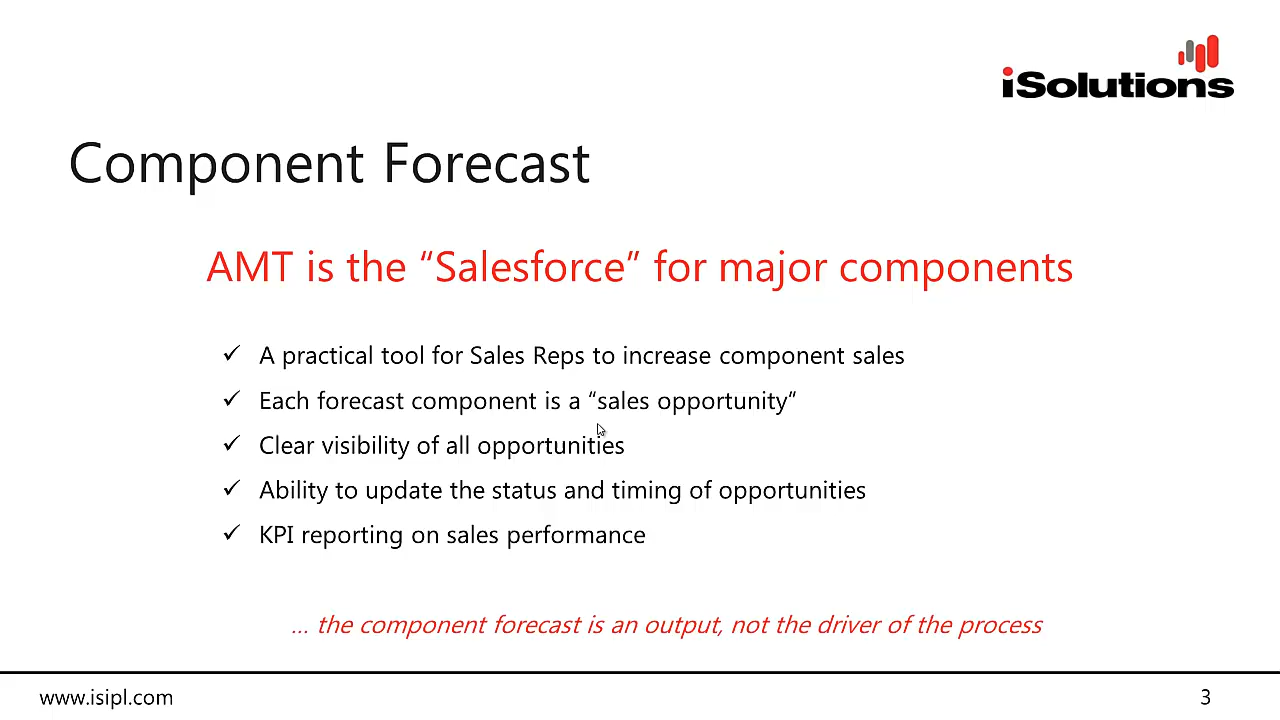 iSolutions
Component Forecast
AMT is the “Salesforce” for major components
✓ A practical tool for Sales Reps to increase component sales
✓ Each forecast component is a “sales opportunity”
✓ Clear visibility of all opportunities
✓ Ability to update the status and timing of opportunities
✓ KPI reporting on sales performance
... the component forecast is an output, not the driver of the process
www.isipl.com
3